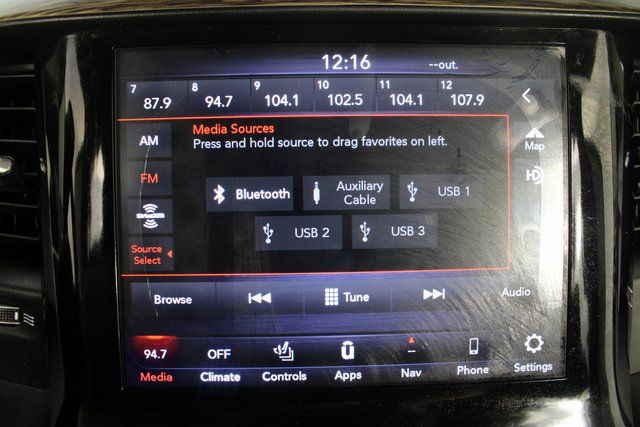 12:16 --out.
7 8 9 10 11 12
87.9 94.7 104.1 102.5 104.1 107.9
Media Sources
Press and hold source to drag favorites on left.
AM
Map
FM
HD
Bluetooth
Auxiliary
Cable
USB 1
SiriusXM
USB 2 USB 3
Source
Select
Browse Tune Audio
94.7 OFF --
Media Climate Controls Apps Nav Phone Settings